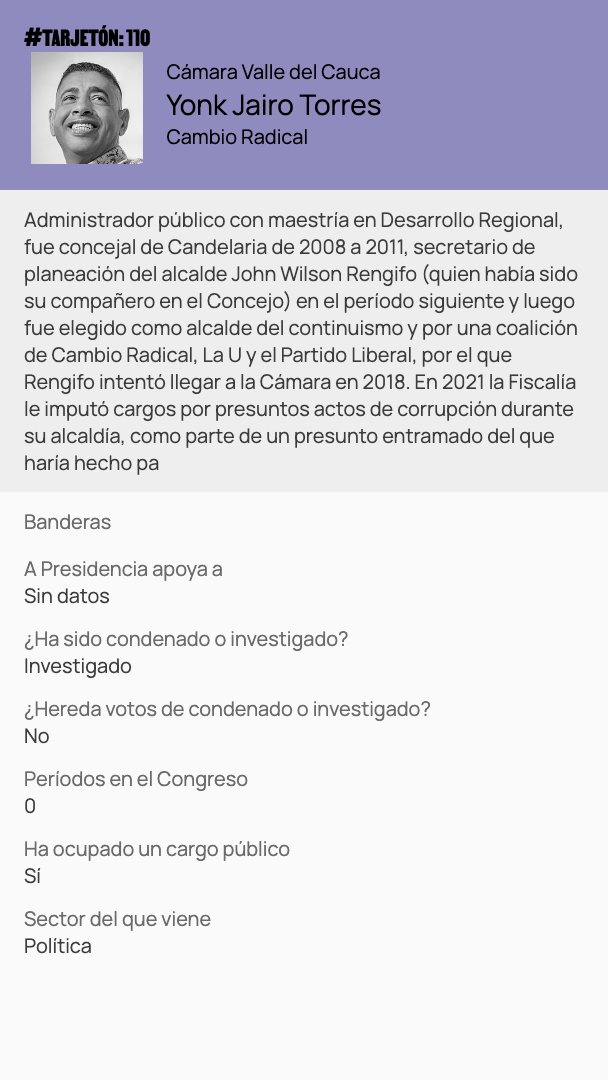 #TARJETÓN: 110
Cámara Valle del Cauca
Yonk Jairo Torres
Cambio Radical
Administrador público con maestría en Desarrollo Regional,
fue concejal de Candelaria de 2008 a 2011, secretario de
planeación del alcalde John Wilson Rengifo (quien había sido
su compañero en el Concejo) en el período siguiente y luego
fue elegido como alcalde del continuismo y por una coalición
de Cambio Radical, La U y el Partido Liberal, por el que
Rengifo intentó llegar a la Cámara en 2018. En 2021 la Fiscalía
le imputó cargos por presuntos actos de corrupción durante
su alcaldía, como parte de un presunto entramado del que
haría hecho pa
Banderas
A Presidencia apoya a
Sin datos
¿Ha sido condenado o investigado?
Investigado
¿Hereda votos de condenado o investigado?
No
Períodos en el Congreso
0
Ha ocupado un cargo público
Sí
Sector del que viene
Política